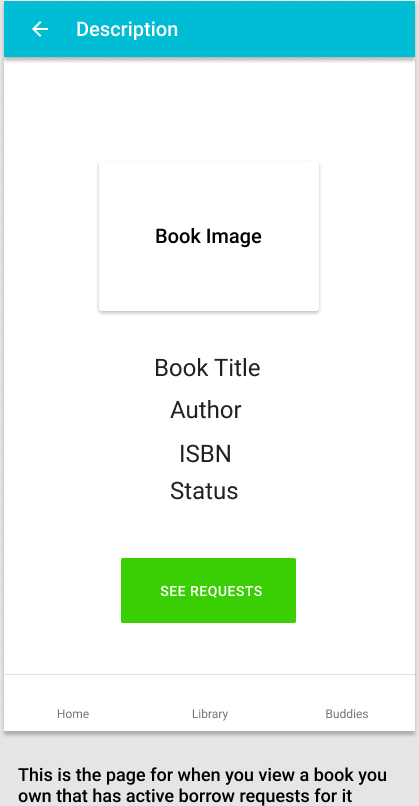 Description
Book Image
Book Title
Author
ISBN
Status
SEE REQUESTS
Home Library Buddies
This is the page for when you view a book you
own that has active borrow requests for it